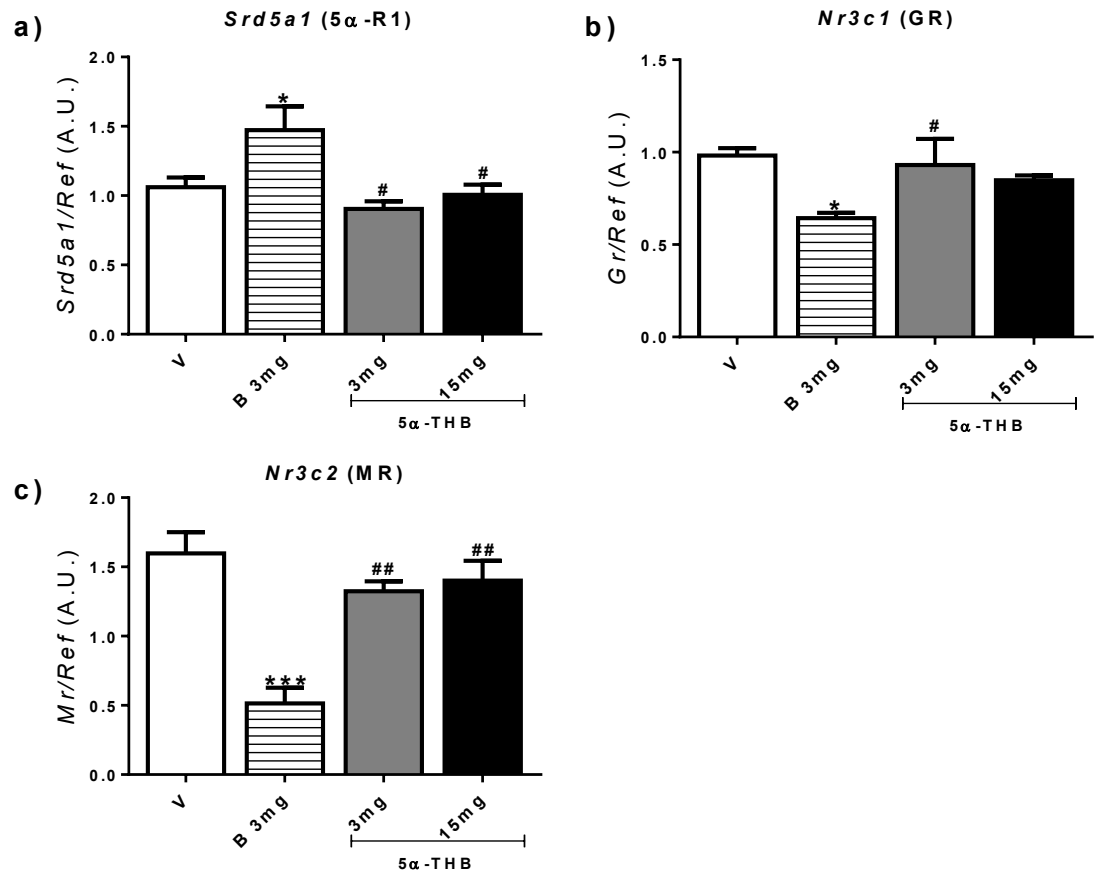 a)
Srd5a1 (5α-R1)
Srd5a1/Ref (A.U.)
2.0
1.5
1.0
0.5
0.0
*
#
#
V
B 3mg
3mg
15mg
5α-THB
b)
Nr3c1 (GR)
Gr/Ref (A.U.)
1.5
1.0
0.5
0.0
*
#
V
B 3mg
3mg
15mg
5α-THB
c)
Nr3c2 (MR)
Mr/Ref (A.U.)
2.0
1.5
1.0
0.5
0.0
***
##
##
V
B 3mg
3mg
15mg
5α-THB